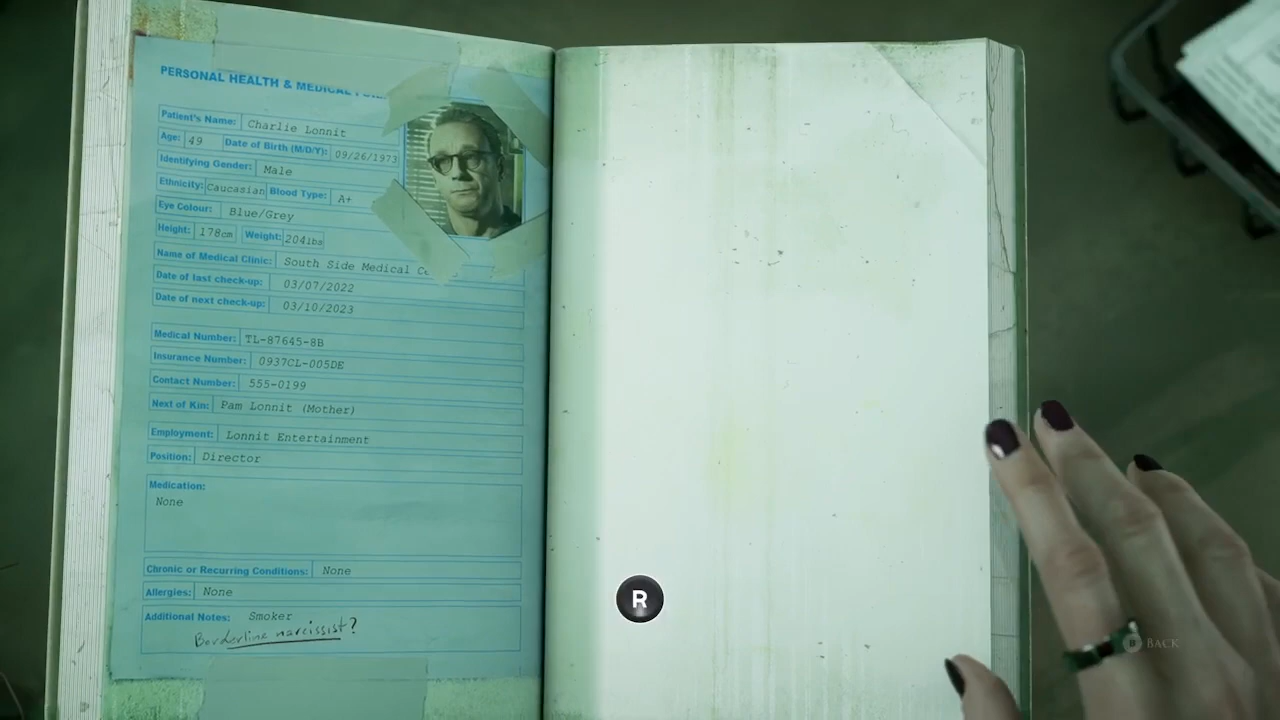 PERSONAL HEALTH & MEDICAL
Patient's Name: Charlie Lonnit
Age: 49 Date of Birth (M/D/Y): 09/26/1973
Identifying Gender: Male
Ethnicity: Caucasian Blood Type: A+
Eye Colour: Blue/Grey
Height: 178cm Weight: 204lbs
Name of Medical Clinic: South Side Medical
Date of last check-up: 03/07/2022
Date of next check-up: 03/10/2023
Medical Number: TL-87645-8B
Insurance Number: 0937CL-005DE
Contact Number: 555-0199
Next of Kin: Pam Lonnit (Mother)
Employment: Lonnit Entertainment
Position: Director
Medication:
None
Chronic or Recurring Conditions: None
Allergies: None
Additional Notes: Smoker
Borderline narcissist?
R
B BACK